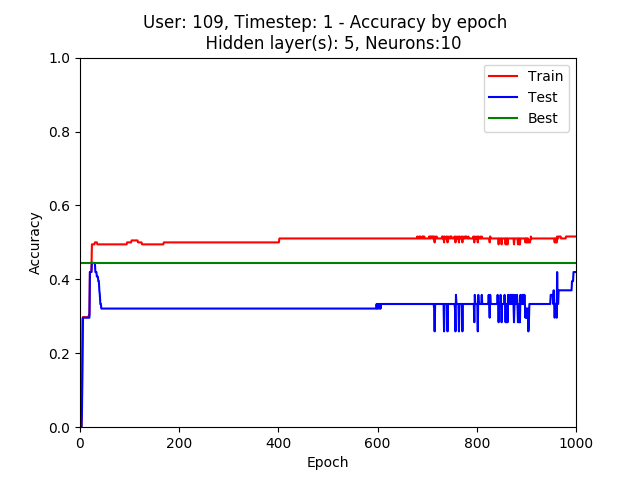 User: 109, Timestep: 1 - Accuracy by epoch
Hidden layer(s): 5, Neurons:10
1.0
0.8
0.6
0.4
0.2
0.0
Accuracy
Train
Test
Best
0
200
400
600
800
1000
Epoch